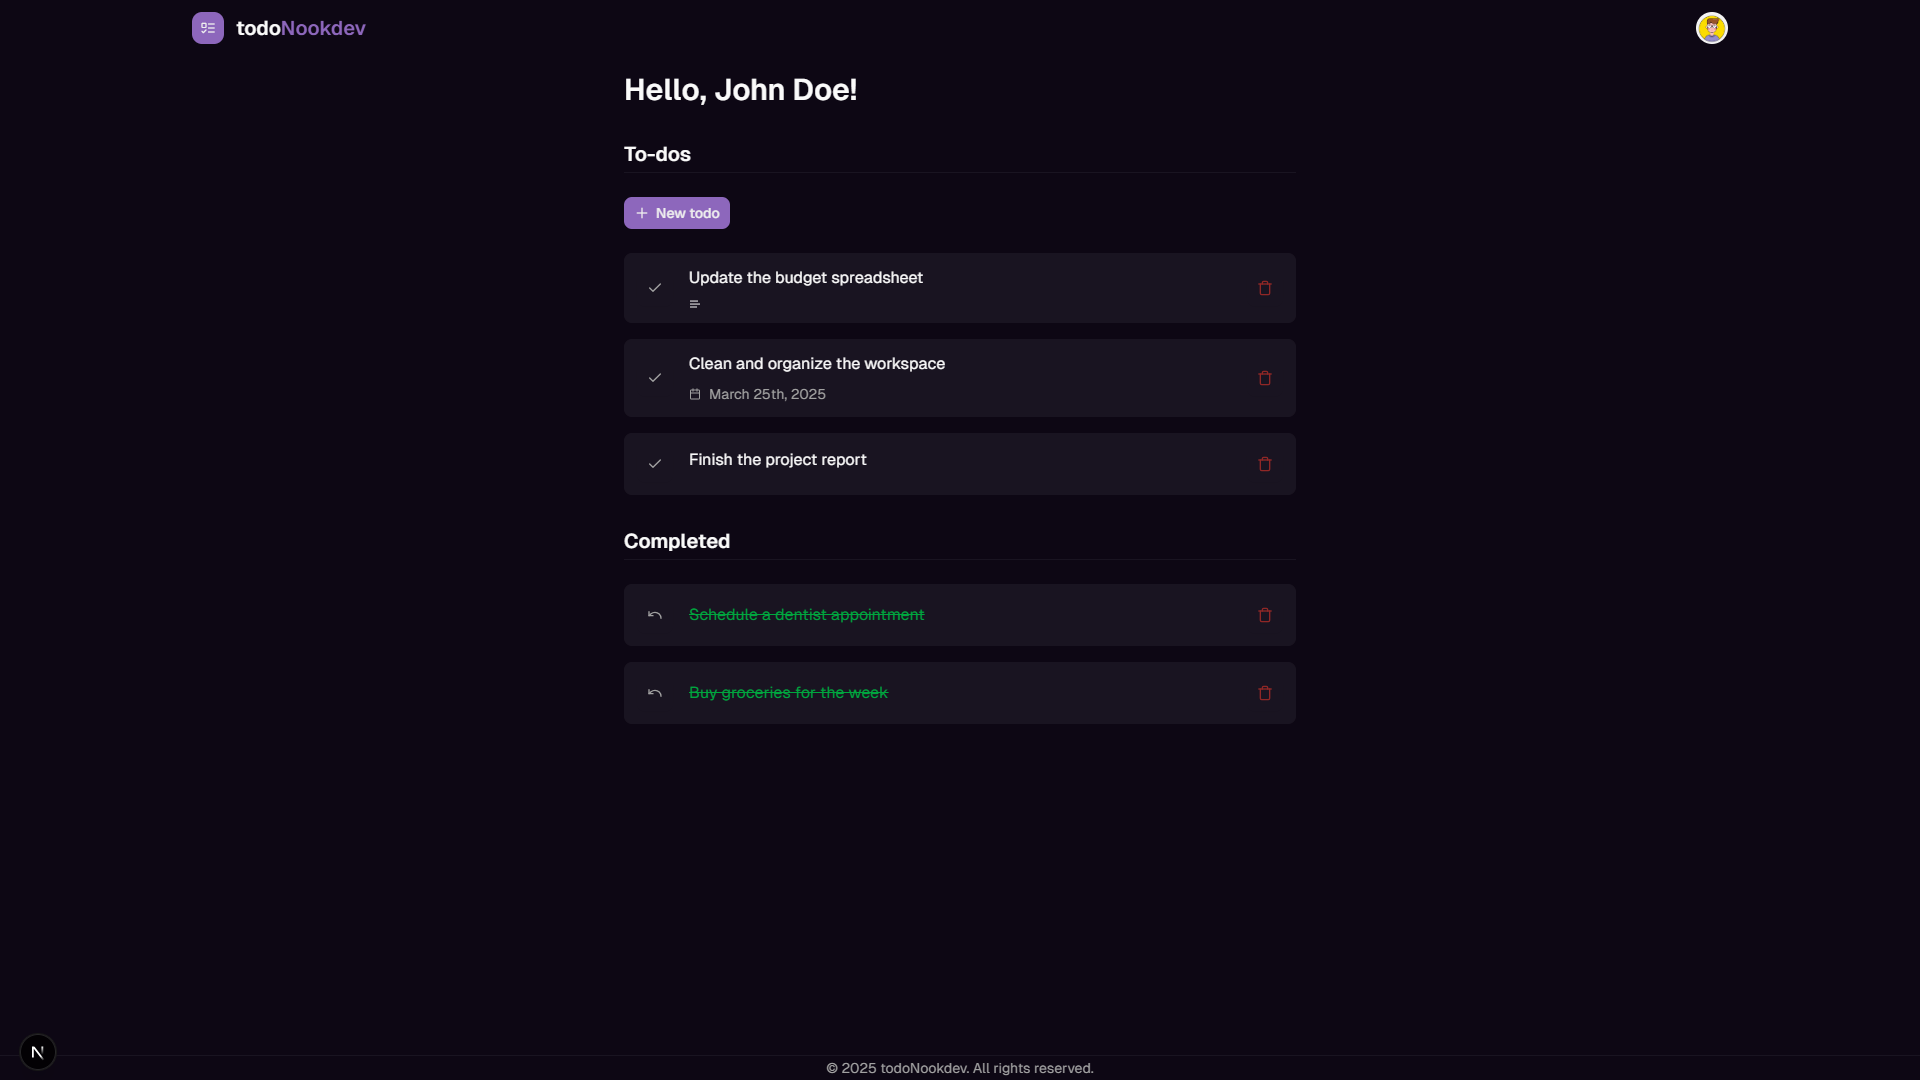 todoNookdev
Hello, John Doe!
To-dos
New todo
Update the budget spreadsheet
Clean and organize the workspace
March 25th, 2025
Finish the project report
Completed
Schedule a dentist appointment
Buy groceries for the week
N
© 2025 todoNookdev. All rights reserved.